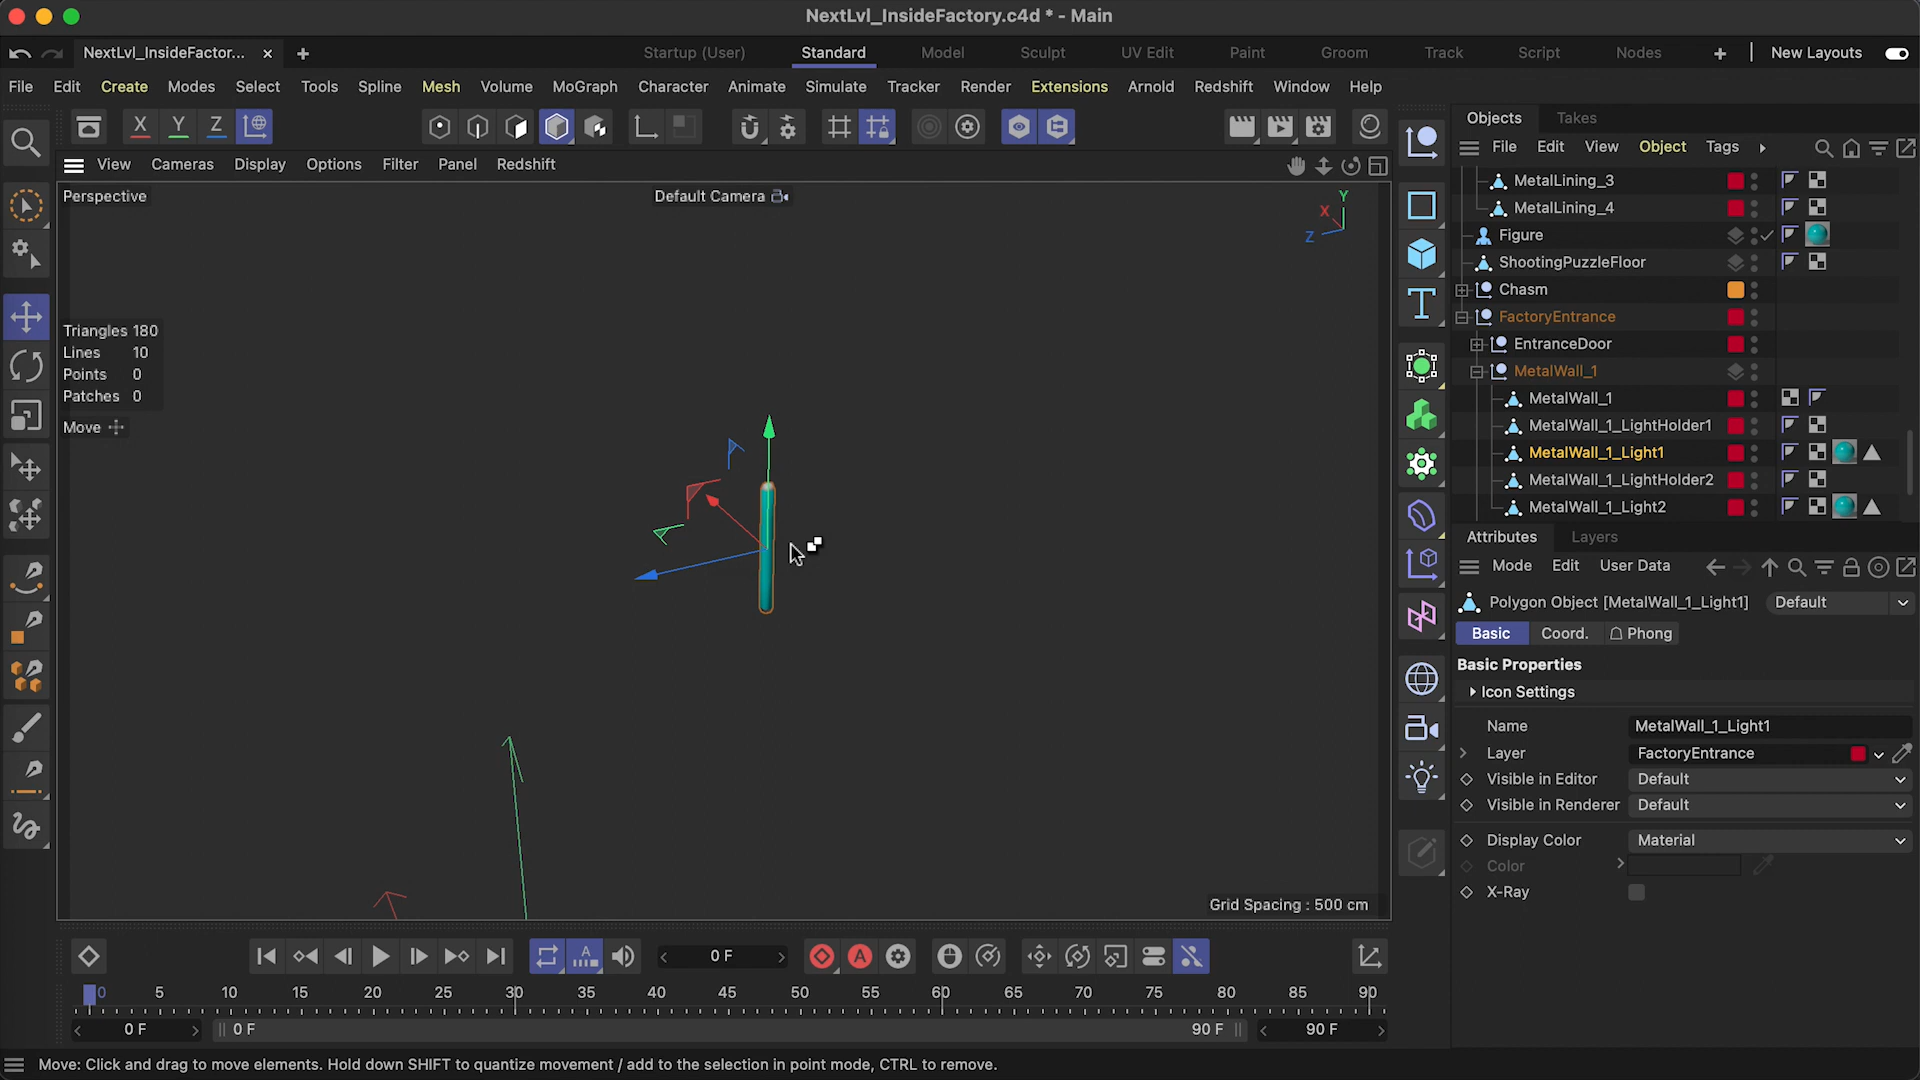 NextLvl_InsideFactory.c4d * - Main
NextLvl_InsideFactor...
Startup (User)
Standard
Model
Sculpt
UV Edit
Paint
Groom
Track
Script
Nodes
New Layouts
File Edit Create Modes Select Tools Spline Mesh Volume MoGraph Character Animate Simulate Tracker Render Extensions Arnold Redshift Window Help
X Y Z
View Cameras Display Options Filter Panel Redshift
Perspective
Default Camera
Y
X
Z
Triangles 180
Lines 10
Points 0
Patches 0
Move
Grid Spacing : 500 cm
Objects Takes
File Edit View Object Tags
MetalLining_3
MetalLining_4
Figure
ShootingPuzzleFloor
Chasm
FactoryEntrance
EntranceDoor
MetalWall_1
MetalWall_1
MetalWall_1_LightHolder1
MetalWall_1_Light1
MetalWall_1_LightHolder2
MetalWall_1_Light2
Attributes Layers
Mode Edit User Data
Polygon Object [MetalWall_1_Light1]
Default
Basic Coord. Phong
Basic Properties
Icon Settings
Name MetalWall_1_Light1
Layer FactoryEntrance
Visible in Editor Default
Visible in Renderer Default
Display Color Material
Color
X-Ray
A
0 F
A
0 5 10 15 20 25 30 35 40 45 50 55 60 65 70 75 80 85 90
0 F
0 F
90 F
90 F
Move: Click and drag to move elements. Hold down SHIFT to quantize movement / add to the selection in point mode, CTRL to remove.